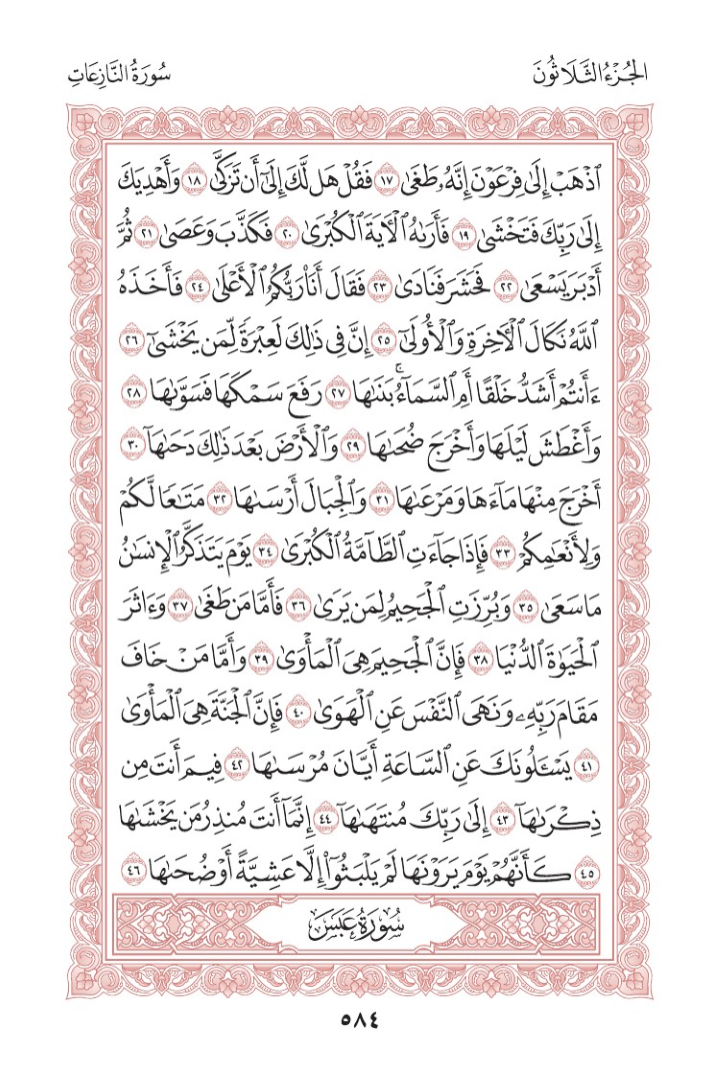 الجُزْءُ الثَّلَاثُونَ
سُورَةُ النَّازِعَاتِ
ٱذْهَبْ إِلَىٰ فِرْعَوْنَ إِنَّهُۥ طَغَىٰ ١٧ فَقُلْ هَل لَّكَ إِلَىٰٓ أَن تَزَكَّىٰ ١٨ وَأَهْدِيَكَ
إِلَىٰ رَبِّكَ فَتَخْشَىٰ ١٩ فَأَرَىٰهُ ٱلْأٓيَةَ ٱلْكُبْرَىٰ ٢٠ فَكَذَّبَ وَعَصَىٰ ٢١ ثُمَّ
أَدْبَرَ يَسْعَىٰ ٢٢ فَحَشَرَ فَنَادَىٰ ٢٣ فَقَالَ أَنَا۠ رَبُّكُمُ ٱلْأَعْلَىٰ ٢٤ فَأَخَذَهُ
ٱللَّهُ نَكَالَ ٱلْأٓخِرَةِ وَٱلْأُولَىٰٓ ٢٥ إِنَّ فِى ذَٰلِكَ لَعِبْرَةً لِّمَن يَخْشَىٰٓ ٢٦
ءَأَنتُمْ أَشَدُّ خَلْقًا أَمِ ٱلسَّمَآءُ ۚ بَنَىٰهَا ٢٧ رَفَعَ سَمْكَهَا فَسَوَّىٰهَا ٢٨
وَأَغْطَشَ لَيْلَهَا وَأَخْرَجَ ضُحَىٰهَا ٢٩ وَٱلْأَرْضَ بَعْدَ ذَٰلِكَ دَحَىٰهَآ ٣٠
أَخْرَجَ مِنْهَا مَآءَهَا وَمَرْعَىٰهَا ٣١ وَٱلْجِبَالَ أَرْسَىٰهَا ٣٢ مَتَٰعًا لَّكُمْ
وَلِأَنْعَٰمِكُمْ ٣٣ فَإِذَا جَآءَتِ ٱلطَّآمَّةُ ٱلْكُبْرَىٰ ٣٤ يَوْمَ يَتَذَكَّرُ ٱلْإِنسَٰنُ
مَا سَعَىٰ ٣٥ وَبُرِّزَتِ ٱلْجَحِيمُ لِمَن يَرَىٰ ٣٦ فَأَمَّا مَن طَغَىٰ ٣٧ وَءَاثَرَ
ٱلْحَيَوٰةَ ٱلدُّنْيَا ٣٨ فَإِنَّ ٱلْجَحِيمَ هِىَ ٱلْمَأْوَىٰ ٣٩ وَأَمَّا مَنْ خَافَ
مَقَامَ رَبِّهِۦ وَنَهَى ٱلنَّفْسَ عَنِ ٱلْهَوَىٰ ٤٠ فَإِنَّ ٱلْجَنَّةَ هِىَ ٱلْمَأْوَىٰ
٤١ يَسْـَٔلُونَكَ عَنِ ٱلسَّاعَةِ أَيَّانَ مُرْسَىٰهَا ٤٢ فِيمَ أَنتَ مِن
ذِكْرَىٰهَآ ٤٣ إِلَىٰ رَبِّكَ مُنتَهَىٰهَآ ٤٤ إِنَّمَآ أَنتَ مُنذِرُ مَن يَخْشَىٰهَا
٤٥ كَأَنَّهُمْ يَوْمَ يَرَوْنَهَا لَمْ يَلْبَثُوٓا۟ إِلَّا عَشِيَّةً أَوْ ضُحَىٰهَا ٤٦
سُورَةُ عَبَسَ
٥٨٤